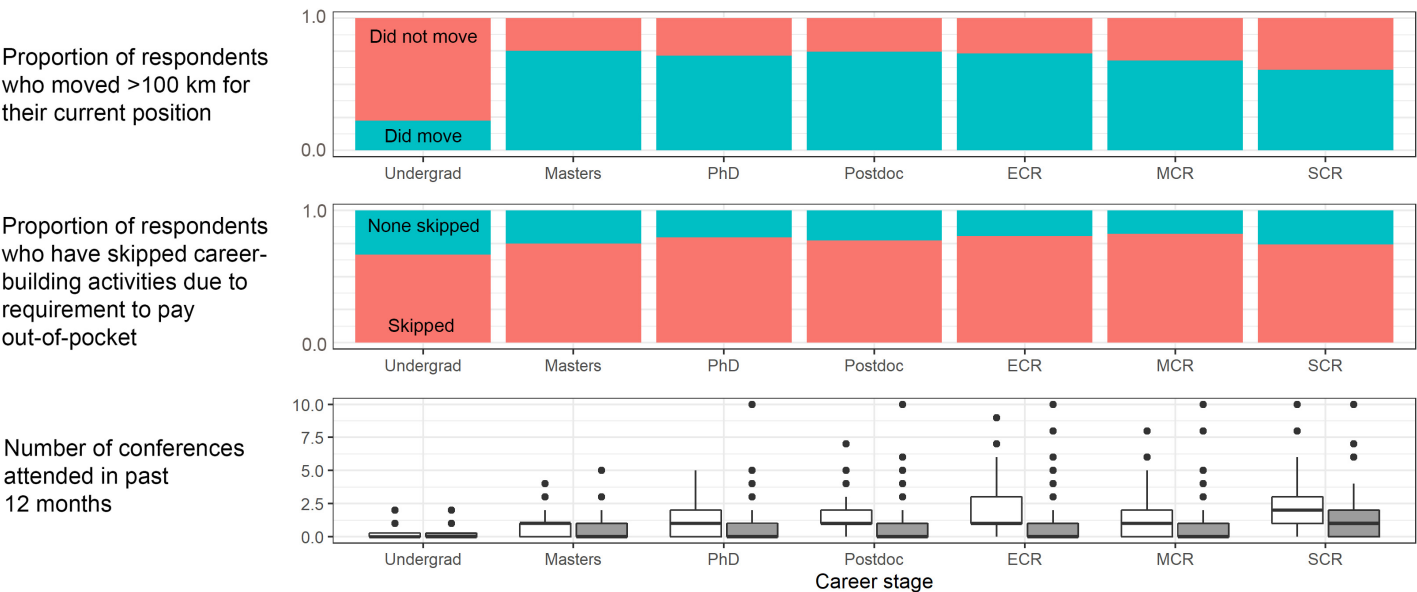 Proportion of respondents
who moved >100 km for
their current position
1.0
0.0
Did not move
Did move
Undergrad Masters PhD Postdoc ECR MCR SCR
Proportion of respondents
who have skipped career-
building activities due to
requirement to pay
out-of-pocket
1.0
0.0
None skipped
Skipped
Undergrad Masters PhD Postdoc ECR MCR SCR
Number of conferences
attended in past
12 months
10.0
7.5
5.0
2.5
0.0
Undergrad Masters PhD Postdoc ECR MCR SCR
Career stage